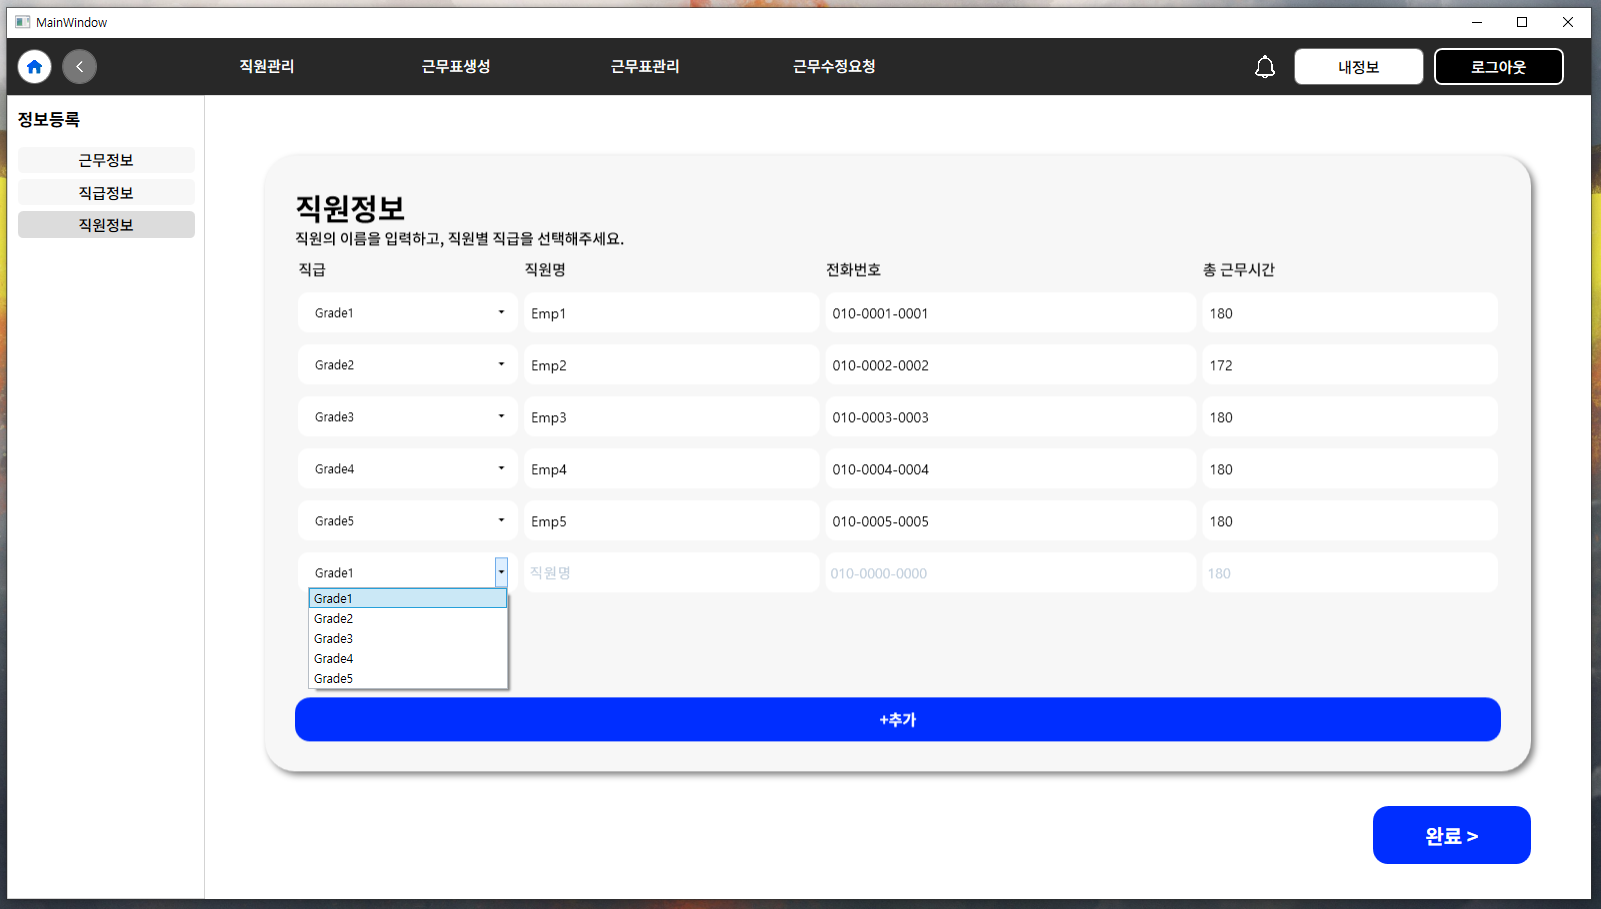 MainWindow
직원관리 근무표생성 근무표관리 근무수정요청 내정보 로그아웃
정보등록
근무정보
직급정보
직원정보
직원정보
직원의 이름을 입력하고, 직원별 직급을 선택해주세요.
직급 직원명 전화번호 총 근무시간
Grade1 Emp1 010-0001-0001 180
Grade2 Emp2 010-0002-0002 172
Grade3 Emp3 010-0003-0003 180
Grade4 Emp4 010-0004-0004 180
Grade5 Emp5 010-0005-0005 180
Grade1 직원명 010-0000-0000 180
Grade1
Grade2
Grade3
Grade4
Grade5
+추가
완료 >